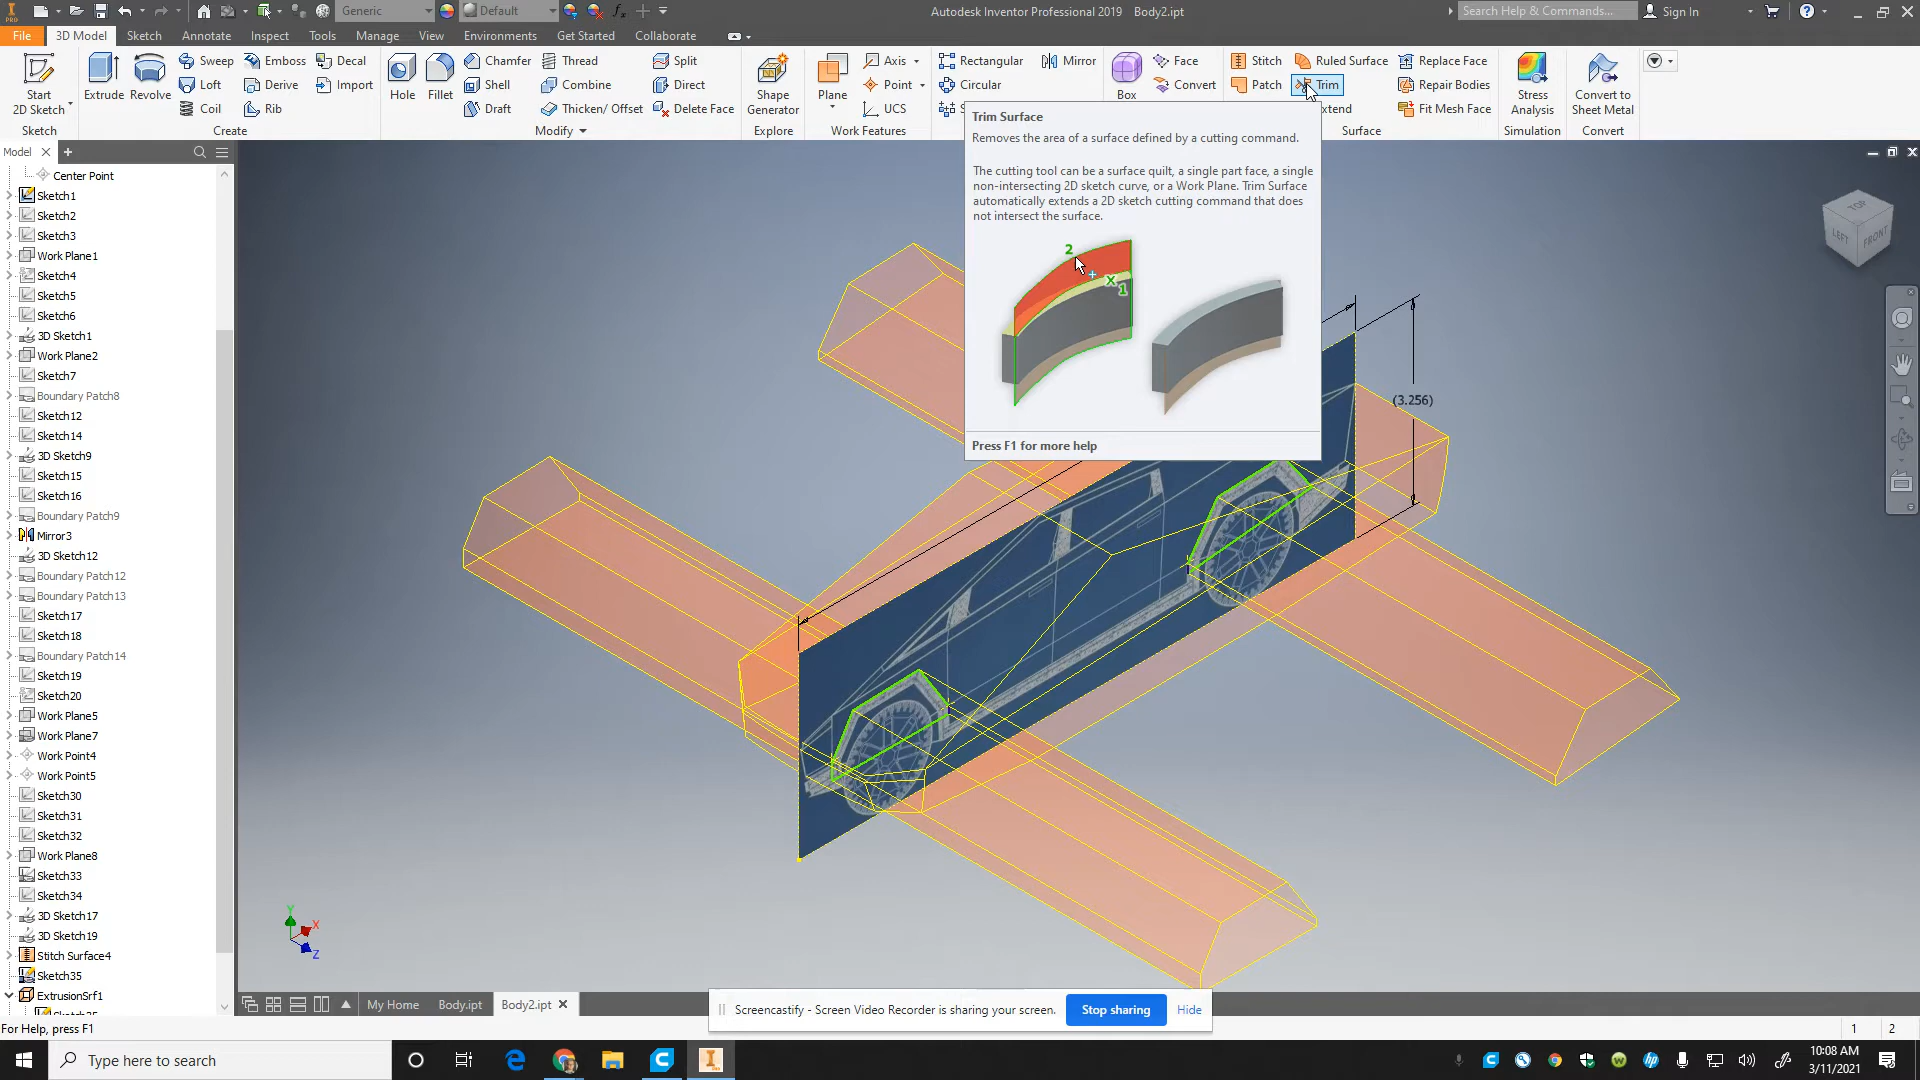 Generic
Default
Autodesk Inventor Professional 2019 Body2.ipt
Search Help & Commands...
Sign In
File
3D Model
Sketch
Annotate
Inspect
Tools
Manage
View
Environments
Get Started
Collaborate
Start
2D Sketch
Sketch
Extrude
Revolve
Sweep
Loft
Coil
Emboss
Derive
Rib
Decal
Import
Create
Hole
Fillet
Chamfer
Shell
Draft
Thread
Combine
Thicken/ Offset
Split
Direct
Delete Face
Modify
Shape
Generator
Explore
Plane
Axis
Point
UCS
Work Features
Rectangular
Circular
Mirror
Box
Face
Convert
Stitch
Patch
Ruled Surface
Trim
Extend
Replace Face
Repair Bodies
Fit Mesh Face
Surface
Stress
Analysis
Simulation
Convert to
Sheet Metal
Convert
Model
Center Point
Sketch1
Sketch2
Sketch3
Work Plane1
Sketch4
Sketch5
Sketch6
3D Sketch1
Work Plane2
Sketch7
Boundary Patch8
Sketch12
Sketch14
3D Sketch9
Sketch15
Sketch16
Boundary Patch9
Mirror3
3D Sketch12
Boundary Patch12
Boundary Patch13
Sketch17
Sketch18
Boundary Patch14
Sketch19
Sketch20
Work Plane5
Work Plane7
Work Point4
Work Point5
Sketch30
Sketch31
Sketch32
Work Plane8
Sketch33
Sketch34
3D Sketch17
3D Sketch19
Stitch Surface4
Sketch35
ExtrusionSrf1
Trim Surface
Removes the area of a surface defined by a cutting command.
The cutting tool can be a surface quilt, a single part face, a single
non-intersecting 2D sketch curve, or a Work Plane. Trim Surface
automatically extends a 2D sketch cutting command that does
not intersect the surface.
2
x 1
Press F1 for more help
TOP
LEFT
FRONT
(3.256)
Y
X
Z
My Home
Body.ipt
Body2.ipt
Screencastify - Screen Video Recorder is sharing your screen.
Stop sharing
Hide
For Help, press F1
1 2
Type here to search
10:08 AM
3/11/2021